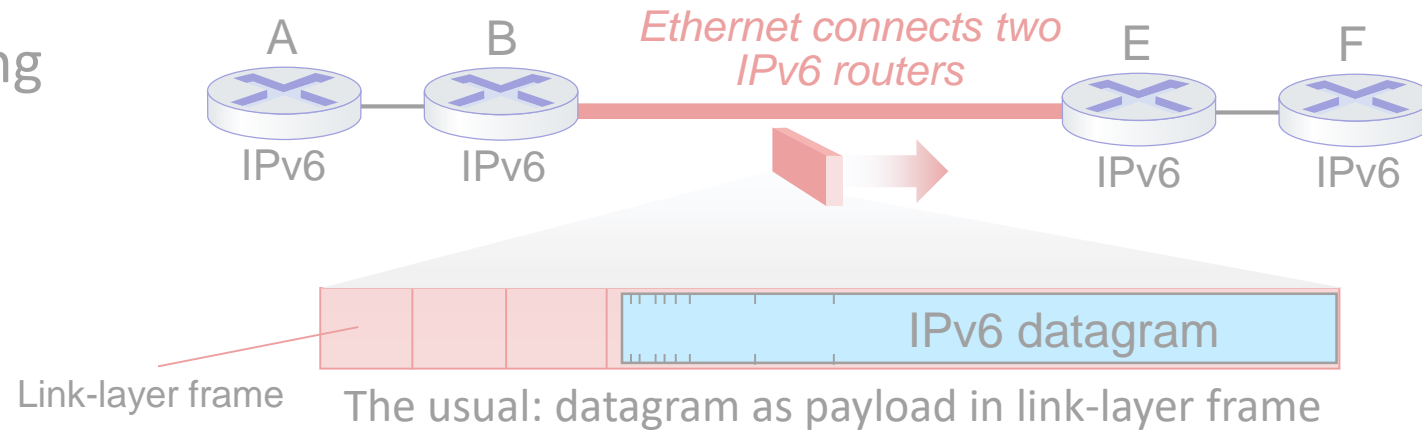 ng
A
B
Ethernet connects two
IPv6 routers
E
F
IPv6
IPv6
IPv6
IPv6
IPv6 datagram
Link-layer frame
The usual: datagram as payload in link-layer frame